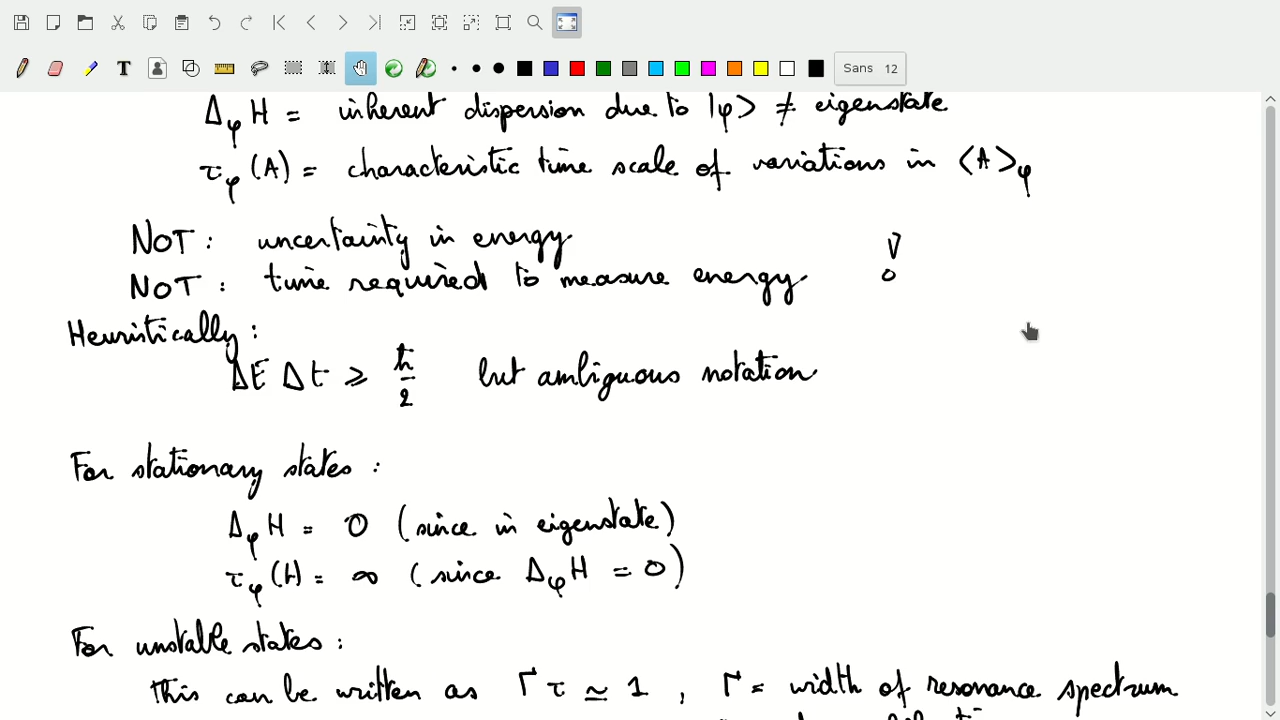 Sans 12
Δφ H = inherent dispersion due to |φ> ≠ eigenstate
τφ (A) = characteristic time scale of variations in <A>φ
NOT: uncertainty in energy
NOT: time required to measure energy
Heuristically:
ΔE Δt ⩾ ħ/2 but ambiguous notation
For stationary states:
Δφ H = 0 (since in eigenstate)
τφ (H) = ∞ (since Δφ H = 0)
For unstable states:
this can be written as Γ τ ≃ 1, Γ = width of resonance spectrum